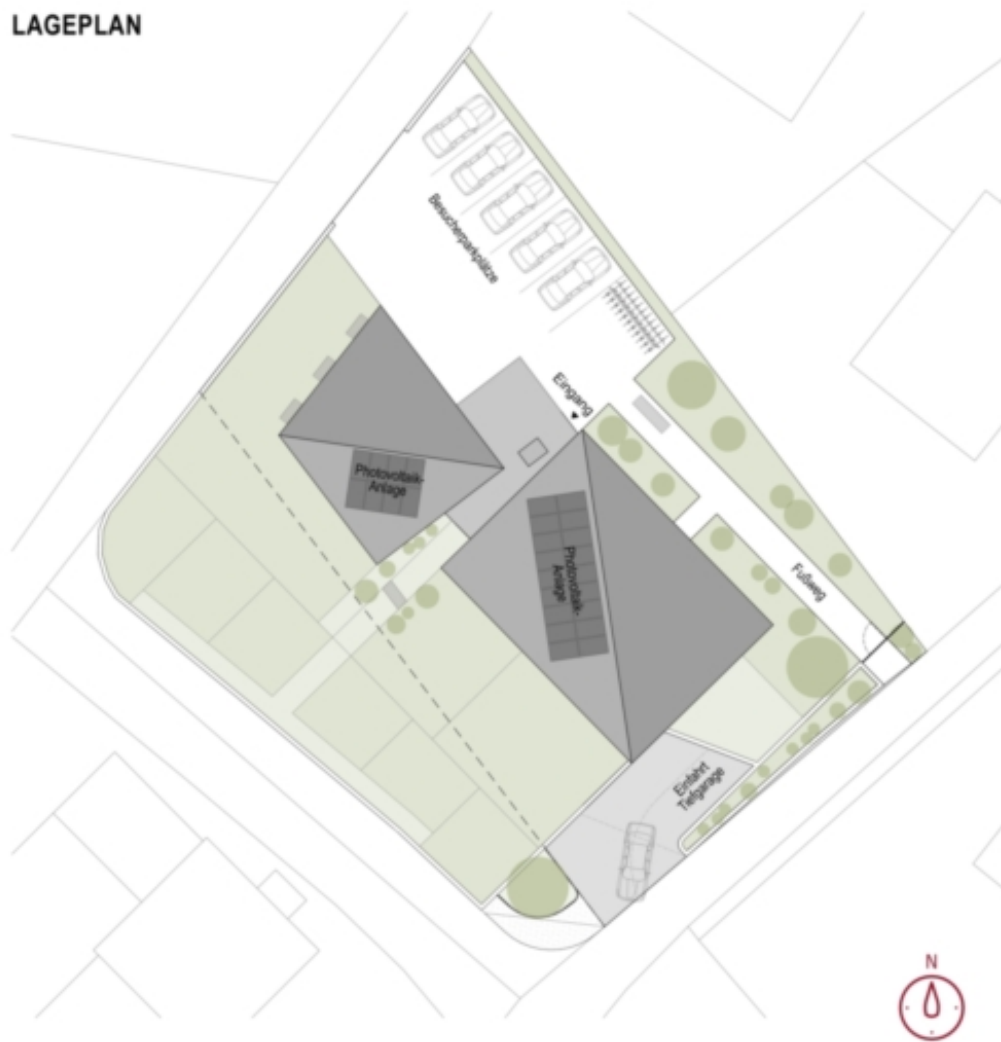 LAGEPLAN
Besucherparkplätze
Eingang
Photovoltaik-
Anlage
Photovoltaik-
Anlage
Fußweg
Einfahrt
Tiefgarage
N